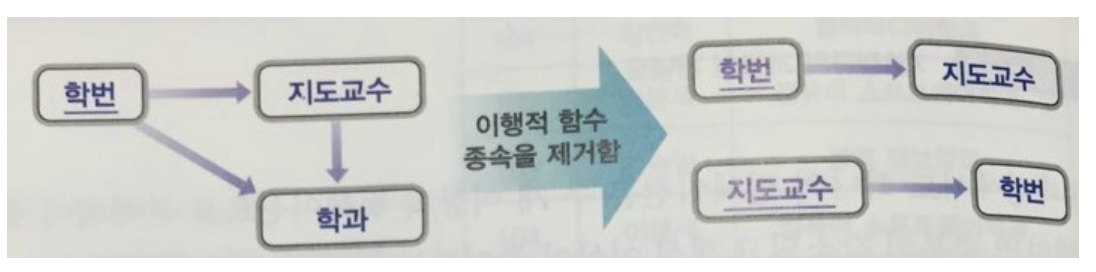 학번
지도교수
학과
이행적 함수
종속을 제거함
학번
지도교수
지도교수
학번